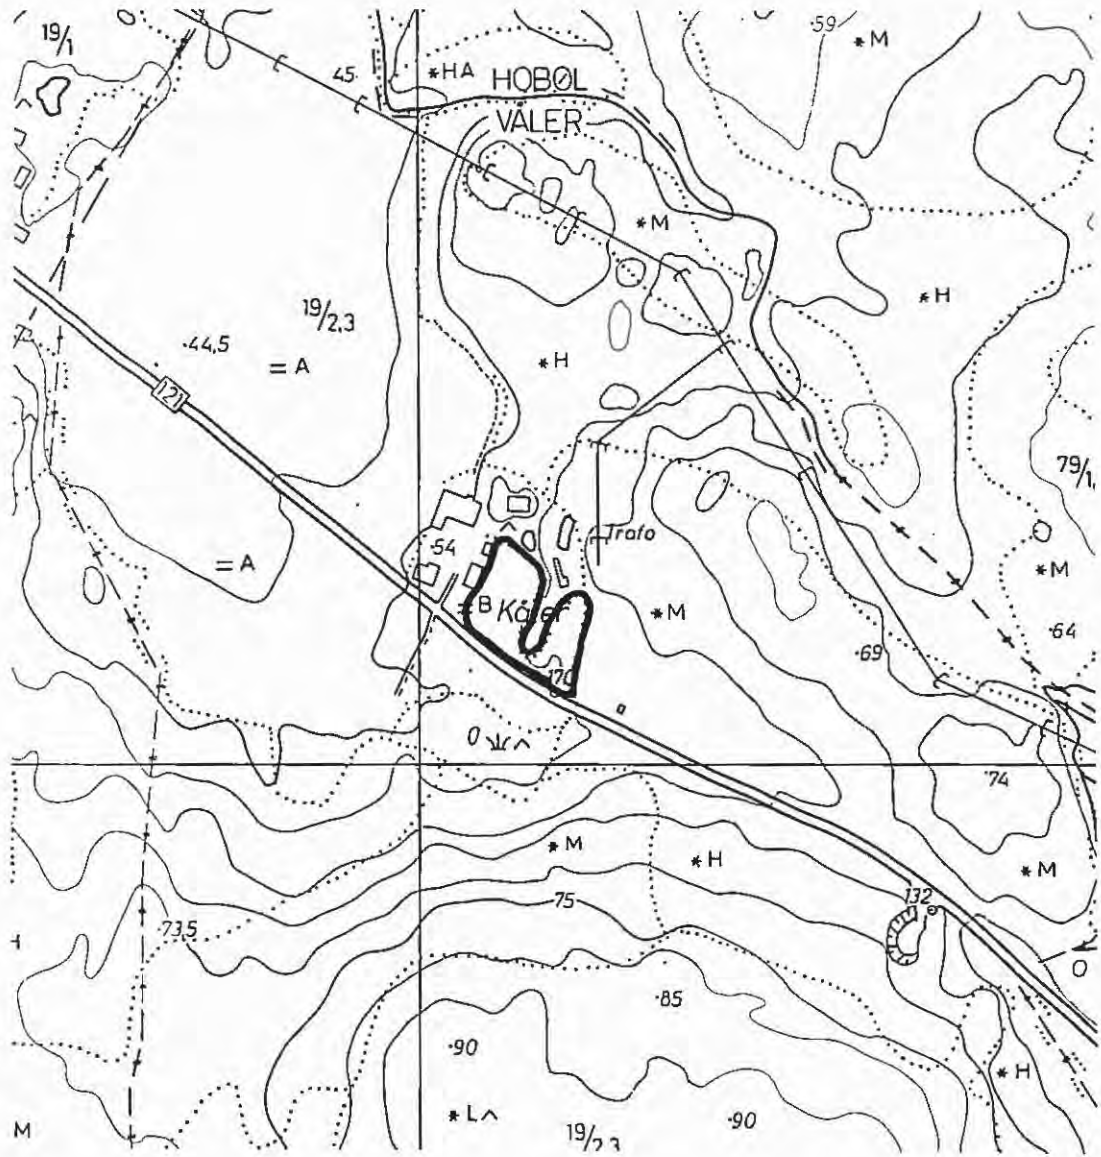 19/1
·59
*M
45·
*HA
HOBØL
VÅLER
*M
19/2,3
·44,5
= A
*H
*H
121
79/1,
54
Trafo
= A
B
*M
*M
·64
·69
170
0
·74
*M
*H
*M
132
75
·73,5
0
·85
·90
*H
*L
·90
M
19/2,3